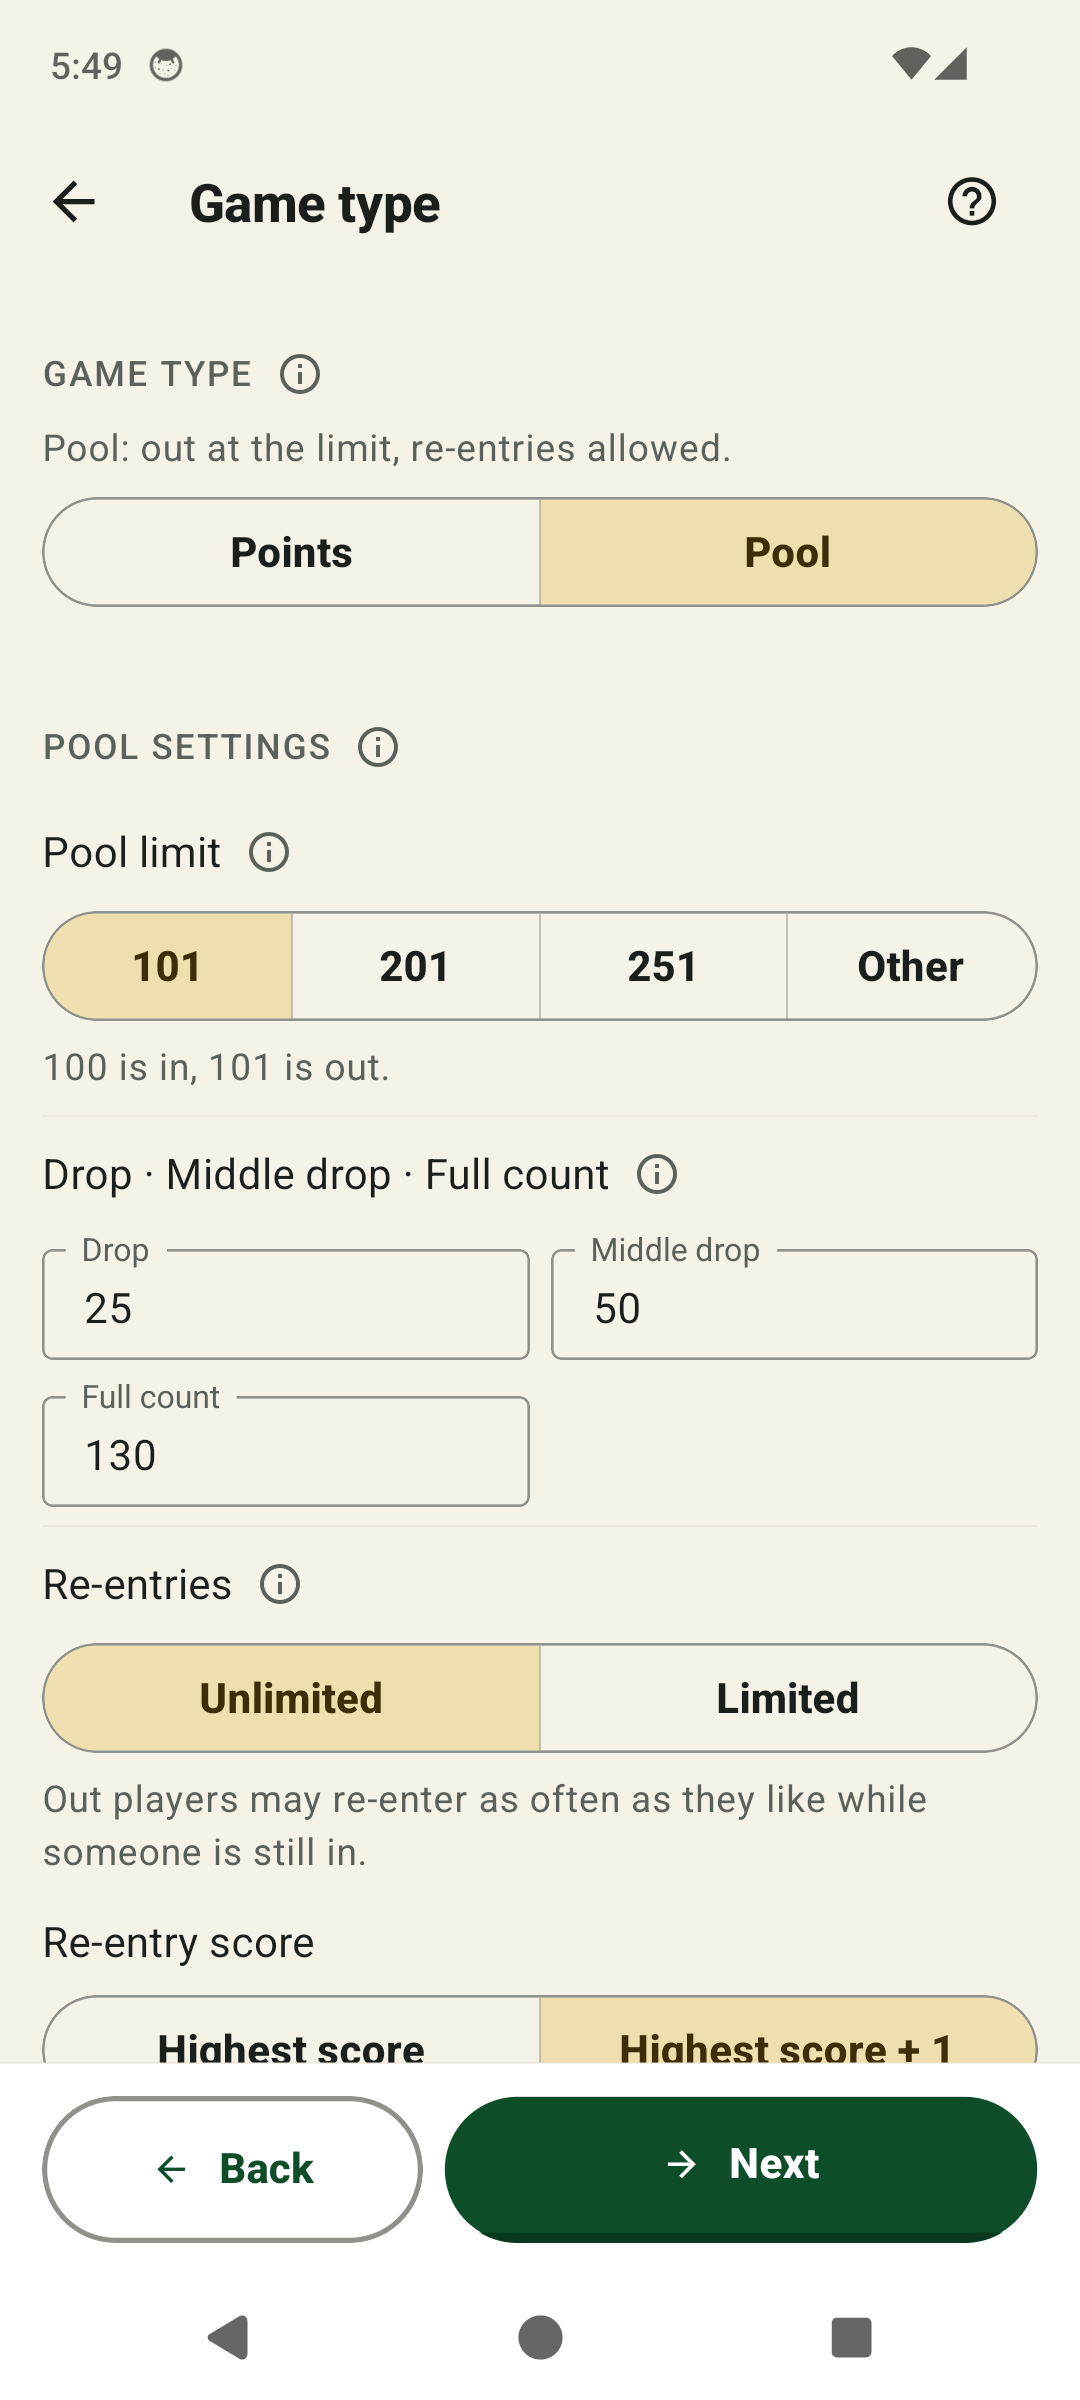 5:49
Game type
GAME TYPE
Pool: out at the limit, re-entries allowed.
Points
Pool
POOL SETTINGS
Pool limit
101
201
251
Other
100 is in, 101 is out.
Drop · Middle drop · Full count
Drop
Middle drop
25
50
Full count
130
Re-entries
Unlimited
Limited
Out players may re-enter as often as they like while
someone is still in.
Re-entry score
Highest score
Highest score + 1
Back
Next